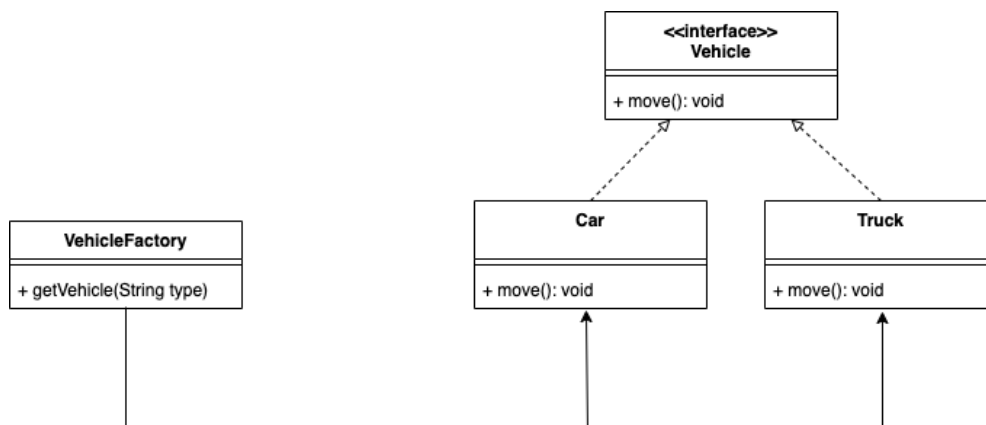 <<interface>>
Vehicle
+ move(): void
Car
+ move(): void
Truck
+ move(): void
VehicleFactory
+ getVehicle(String type)